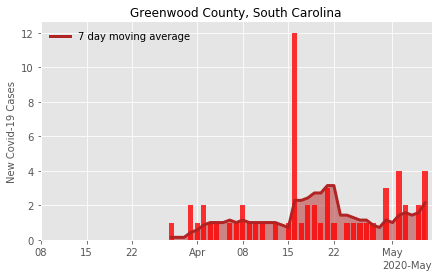 Greenwood County, South Carolina
7 day moving average
New Covid-19 Cases
12
10
8
6
4
2
0
08 15 22 Apr 08 15 22 May
2020-May